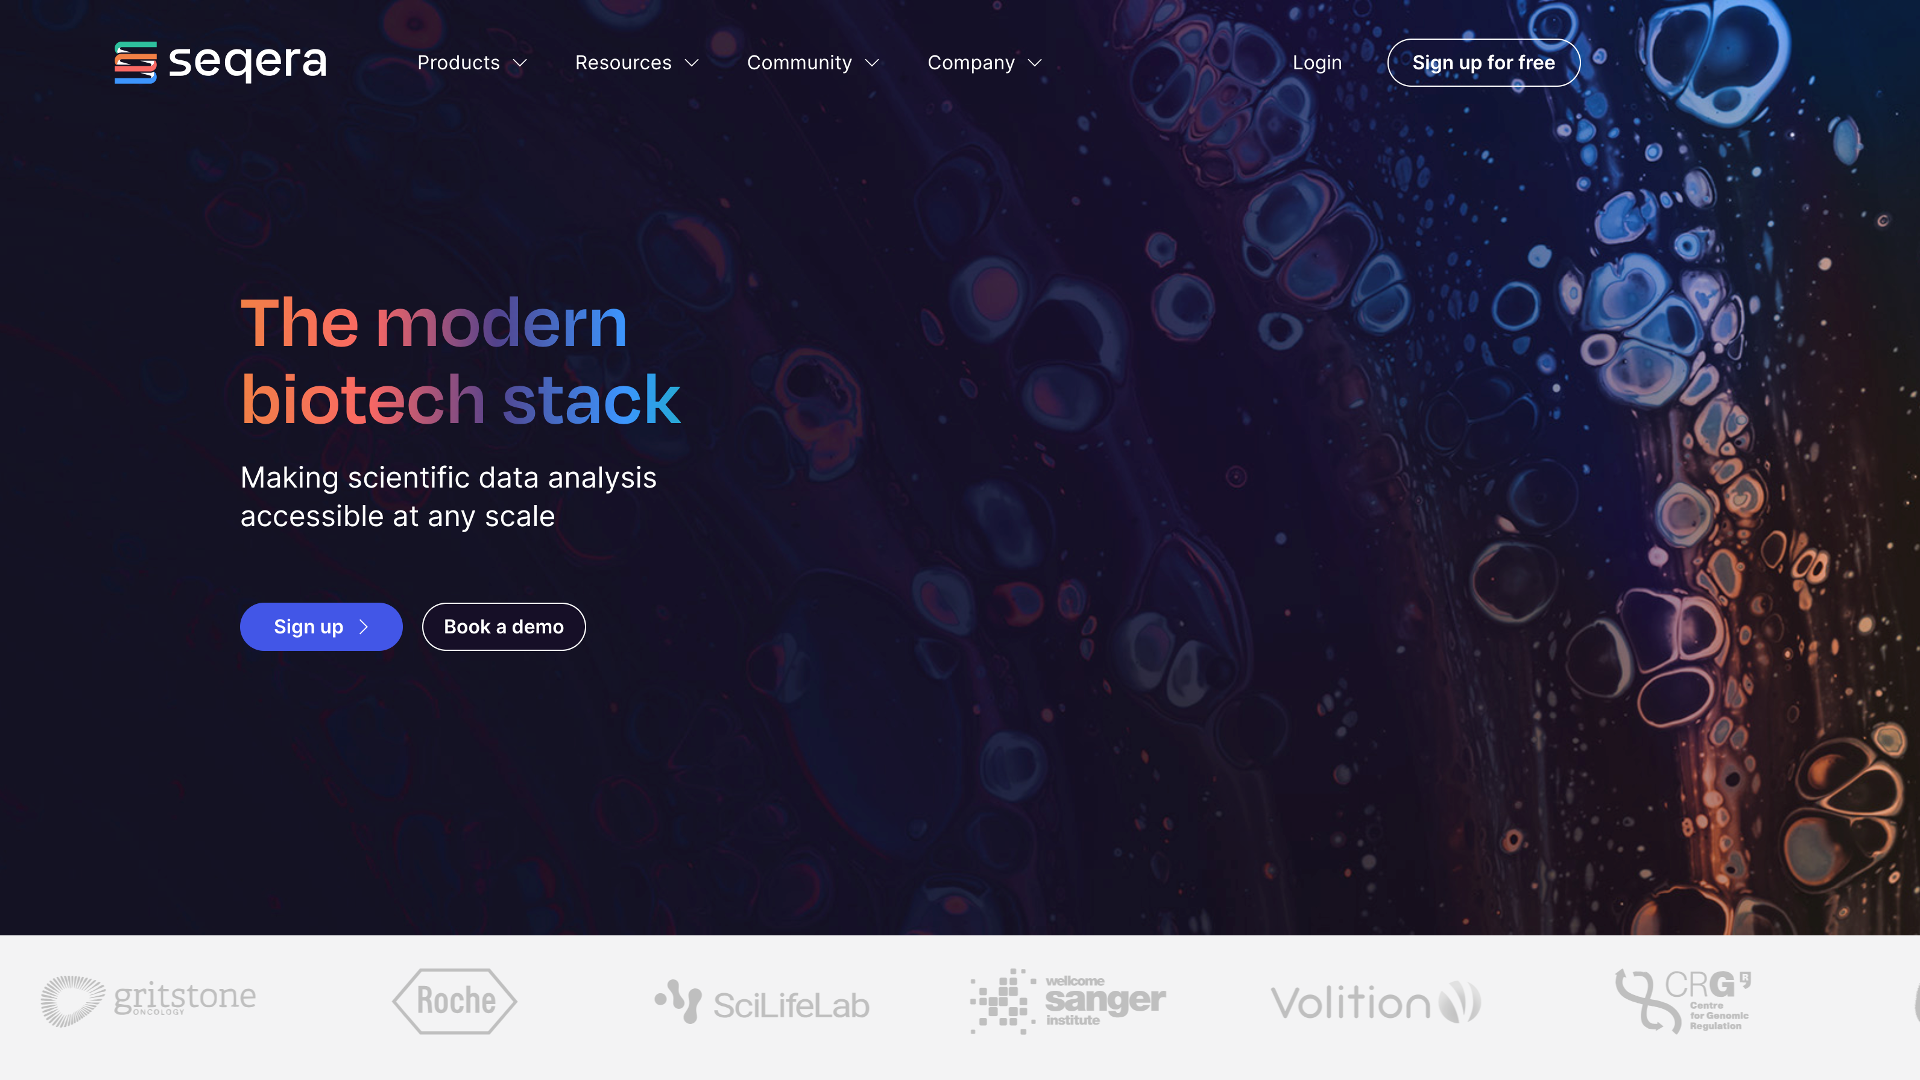 seqera
Products
Resources
Community
Company
Login
Sign up for free
The modern
biotech stack
Making scientific data analysis
accessible at any scale
Sign up
Book a demo
gritstone
ONCOLOGY
Roche
SciLifeLab
wellcome
sanger
institute
Volition
CRG
Centre
for Genomic
Regulation